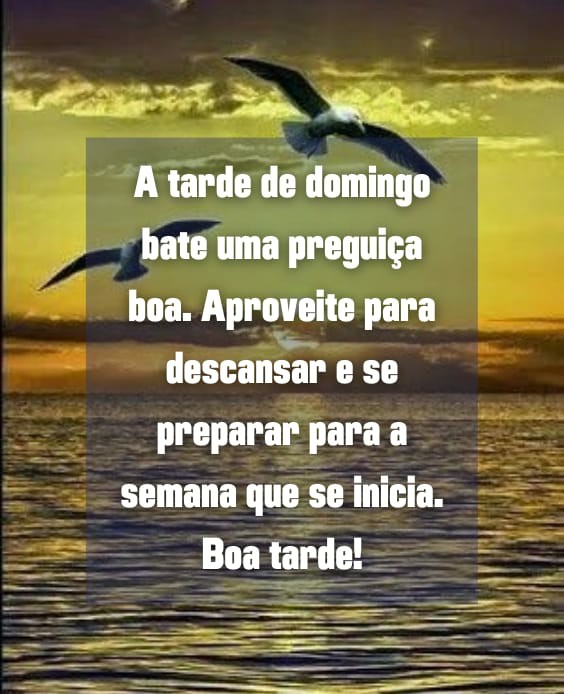 A tarde de domingo
bate uma preguiça
boa. Aproveite para
descansar e se
preparar para a
semana que se inicia.
Boa tarde!